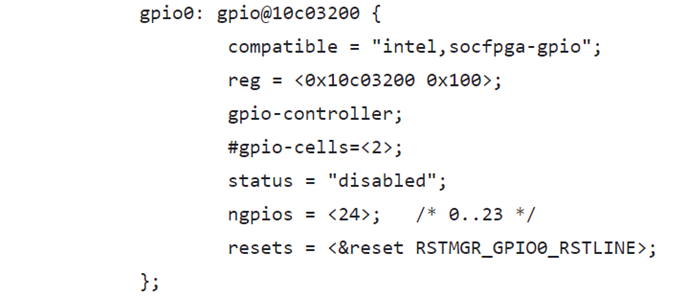 gpio0: gpio@10c03200 {
compatible = "intel,socfpga-gpio";
reg = <0x10c03200 0x100>;
gpio-controller;
#gpio-cells=<2>;
status = "disabled";
ngpios = <24>;   /* 0..23 */
resets = <&reset RSTMGR_GPIO0_RSTLINE>;
};